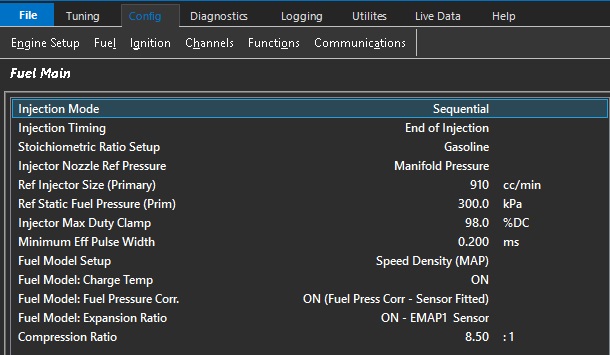 File Tuning Config Diagnostics Logging Utilites Live Data Help
Engine Setup Fuel Ignition Channels Functions Communications
Fuel Main
Injection Mode Sequential
Injection Timing End of Injection
Stoichiometric Ratio Setup Gasoline
Injector Nozzle Ref Pressure Manifold Pressure
Ref Injector Size (Primary) 910 cc/min
Ref Static Fuel Pressure (Prim) 300.0 kPa
Injector Max Duty Clamp 98.0 %DC
Minimum Eff Pulse Width 0.200 ms
Fuel Model Setup Speed Density (MAP)
Fuel Model: Charge Temp ON
Fuel Model: Fuel Pressure Corr. ON (Fuel Press Corr - Sensor Fitted)
Fuel Model: Expansion Ratio ON - EMAP1 Sensor
Compression Ratio 8.50 : 1